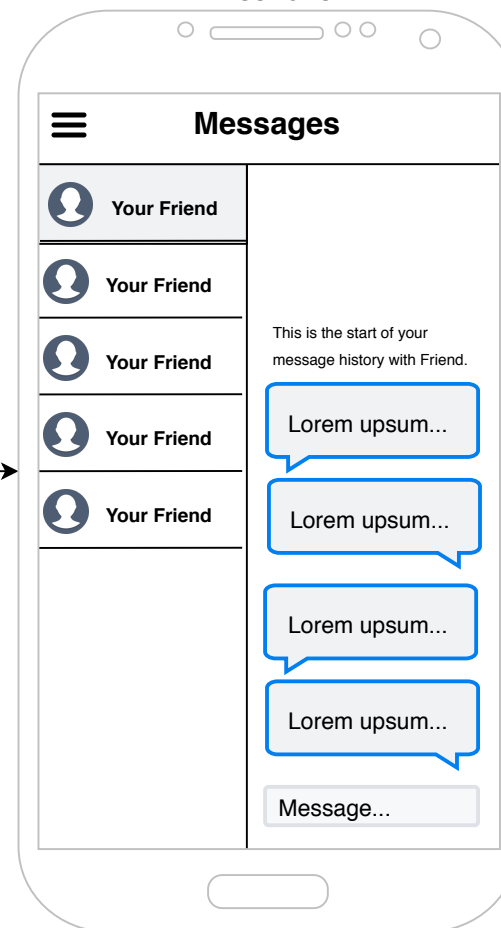 Messages
Your Friend
Your Friend
Your Friend
Your Friend
Your Friend
This is the start of your
message history with Friend.
Lorem upsum...
Lorem upsum...
Lorem upsum...
Lorem upsum...
Message...